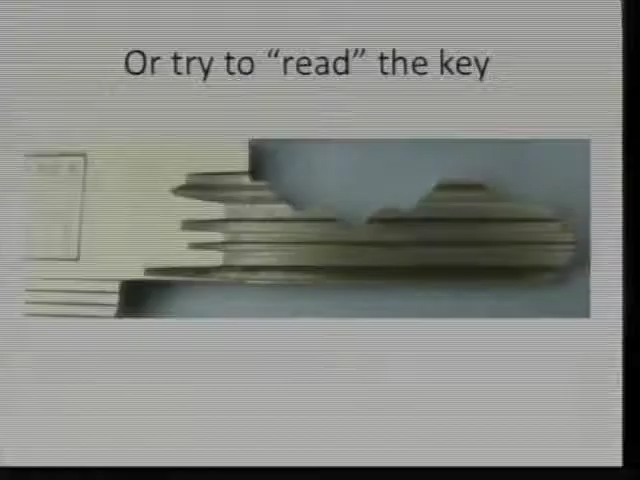 Or try to “read” the key